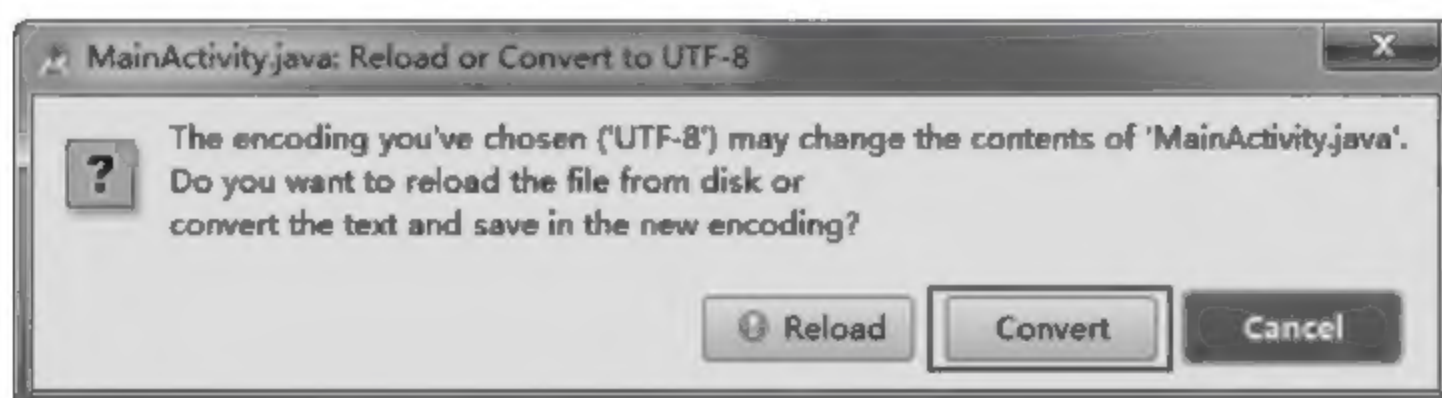 MainActivity.java: Reload or Convert to UTF-8
The encoding you've chosen ('UTF-8') may change the contents of 'MainActivity.java'.
Do you want to reload the file from disk or
convert the text and save in the new encoding?
Reload Convert Cancel